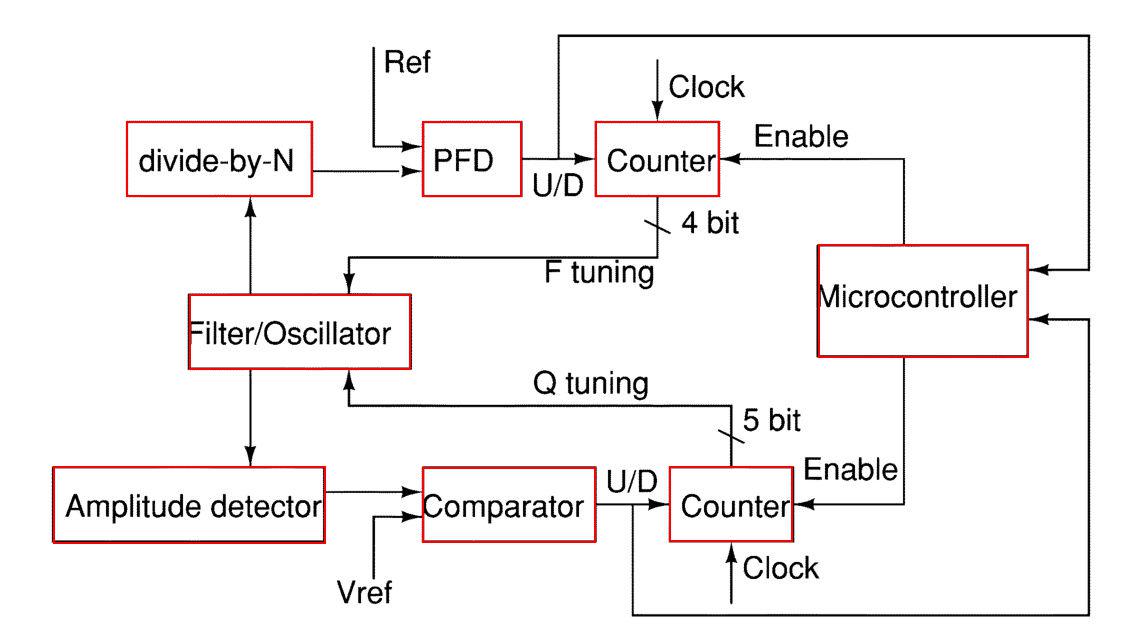 Ref
Clock
Enable
divide-by-N
PFD
Counter
U/D
4 bit
F tuning
Microcontroller
Filter/Oscillator
Q tuning
5 bit
Enable
U/D
Amplitude detector
Comparator
Counter
Clock
Vref